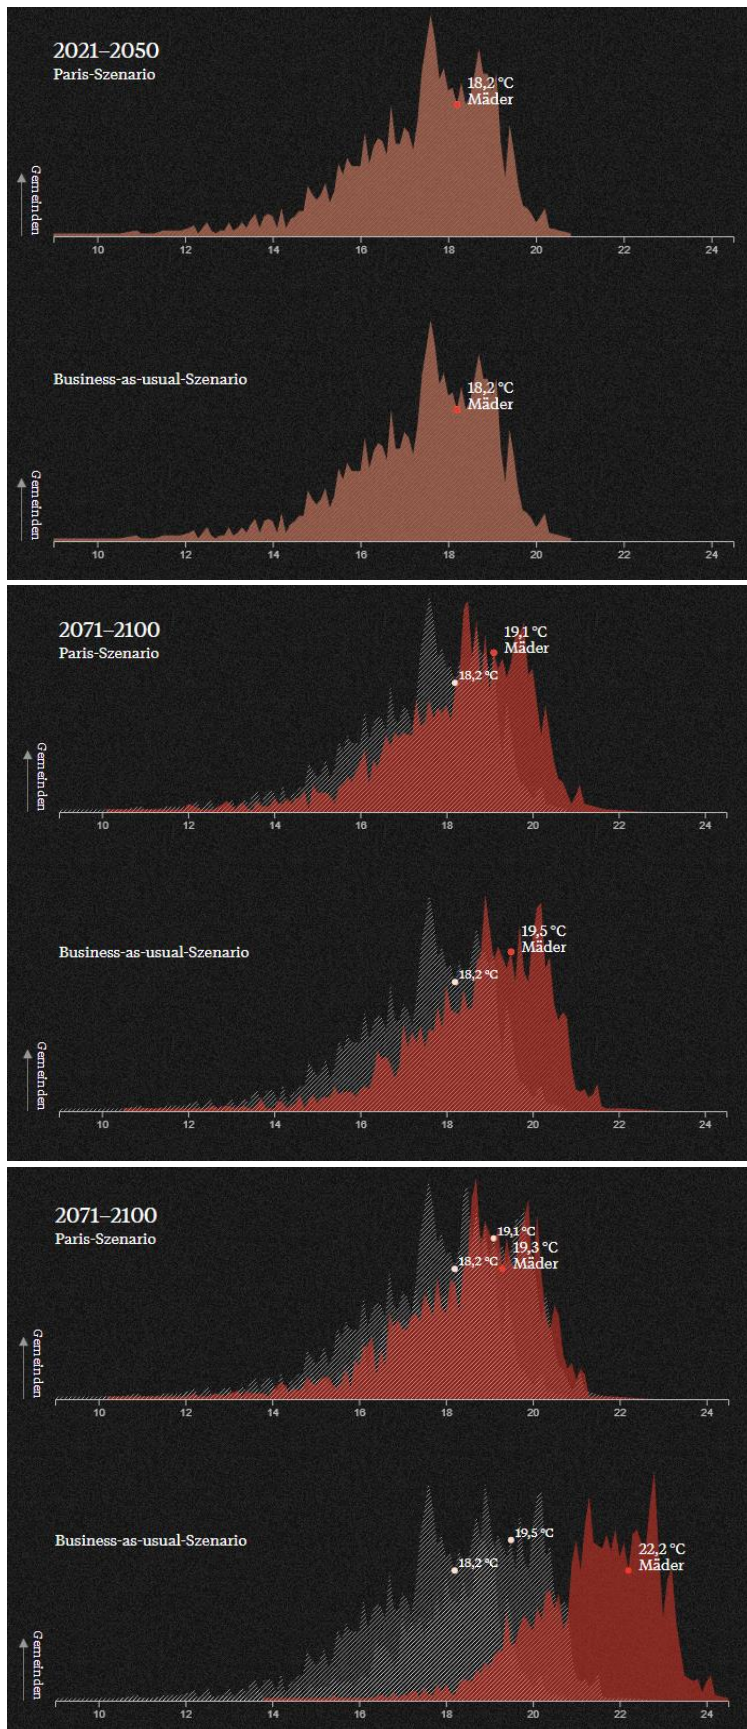 2021–2050
Paris-Szenario
18,2 °C
Mäder
Gemeinden
10 12 14 16 18 20 22 24
Business-as-usual-Szenario
18,2 °C
Mäder
Gemeinden
10 12 14 16 18 20 22 24
2071–2100
Paris-Szenario
19,1 °C
Mäder
18,2 °C
Gemeinden
10 12 14 16 18 20 22 24
Business-as-usual-Szenario
19,5 °C
Mäder
18,2 °C
Gemeinden
10 12 14 16 18 20 22 24
2071–2100
Paris-Szenario
19,1 °C
19,3 °C
Mäder
18,2 °C
Gemeinden
10 12 14 16 18 20 22 24
Business-as-usual-Szenario
19,5 °C
22,2 °C
Mäder
18,2 °C
Gemeinden
10 12 14 16 18 20 22 24